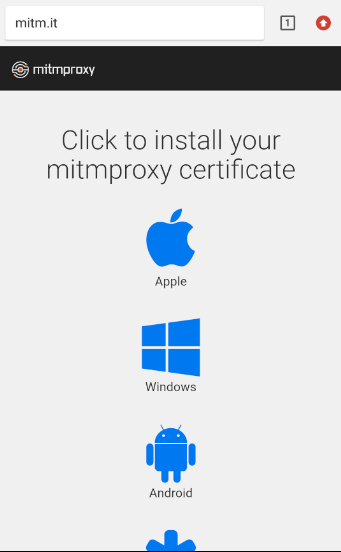 mitm.it
1
mitmproxy
Click to install your
mitmproxy certificate
Apple
Windows
Android